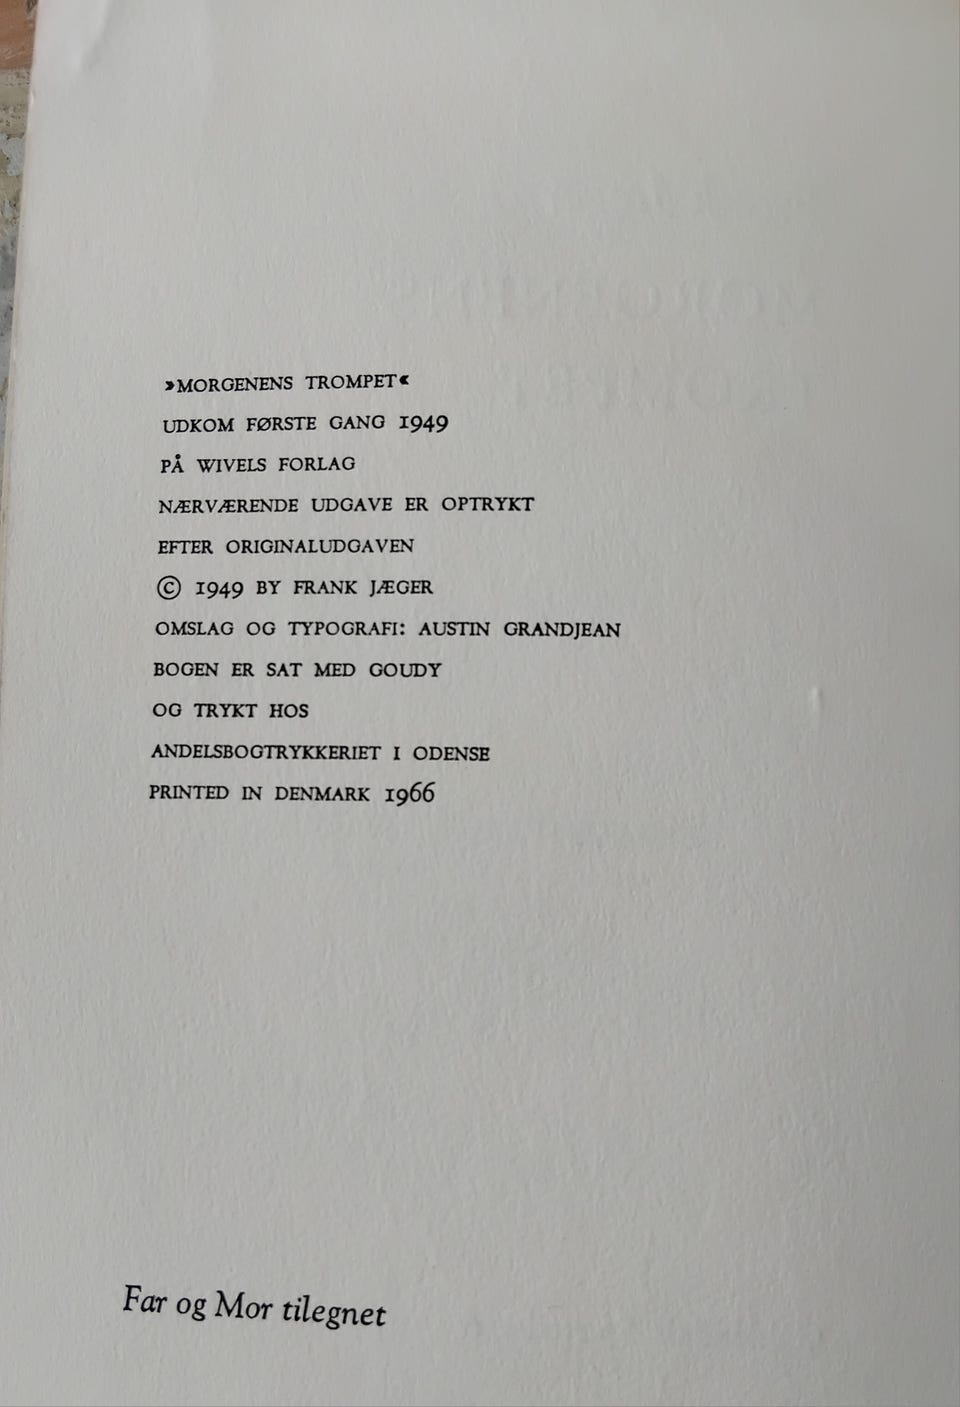 »MORGENENS TROMPET«
UDKOM FØRSTE GANG 1949
PÅ WIVELS FORLAG
NÆRVÆRENDE UDGAVE ER OPTRYKT
EFTER ORIGINALUDGAVEN
© 1949 BY FRANK JÆGER
OMSLAG OG TYPOGRAFI: AUSTIN GRANDJEAN
BOGEN ER SAT MED GOUDY
OG TRYKT HOS
ANDELSBOGTRYKKERIET I ODENSE
PRINTED IN DENMARK 1966
Far og Mor tilegnet